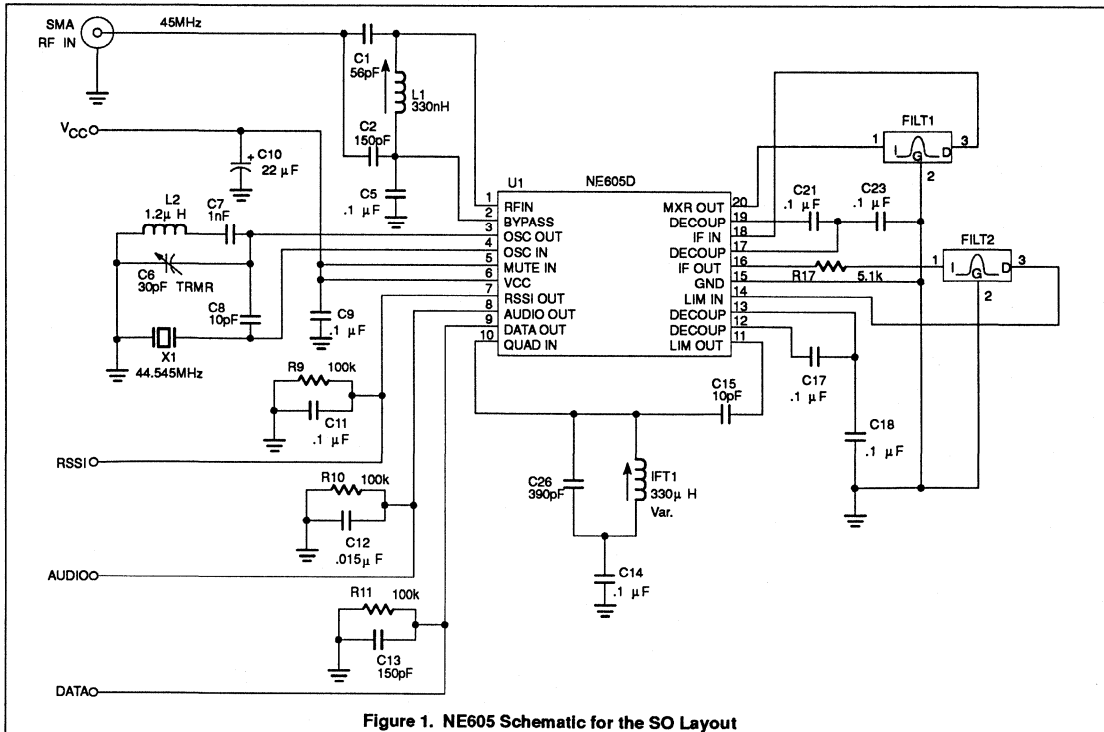 SMA
RF IN
45MHz
C1
56pF
L1
330nH
C2
150pF
C5
.1 µF
VCC
C10
22 µF
+
L2
1.2µ H
C7
1nF
C6
30pF TRMR
C8
10pF
X1
44.545MHz
C9
.1 µF
R9
100k
C11
.1 µF
RSSI
R10
100k
C12
.015µ F
AUDIO
R11
100k
C13
150pF
DATA
U1
NE605D
1 RFIN
2 BYPASS
3 OSC OUT
4 OSC IN
5 MUTE IN
6 VCC
7 RSSI OUT
8 AUDIO OUT
9 DATA OUT
10 QUAD IN
MXR OUT 20
DECOUP 19
IF IN 18
DECOUP 17
IF OUT 16
GND 15
LIM IN 14
DECOUP 13
DECOUP 12
LIM OUT 11
FILT1
1
I G D
3
2
C21
.1 µF
C23
.1 µF
FILT2
1
I G D
3
2
R17
5.1k
C17
.1 µF
C18
.1 µF
C15
10pF
C26
390pF
IFT1
330µ H
Var.
C14
.1 µF
Figure 1. NE605 Schematic for the SO Layout